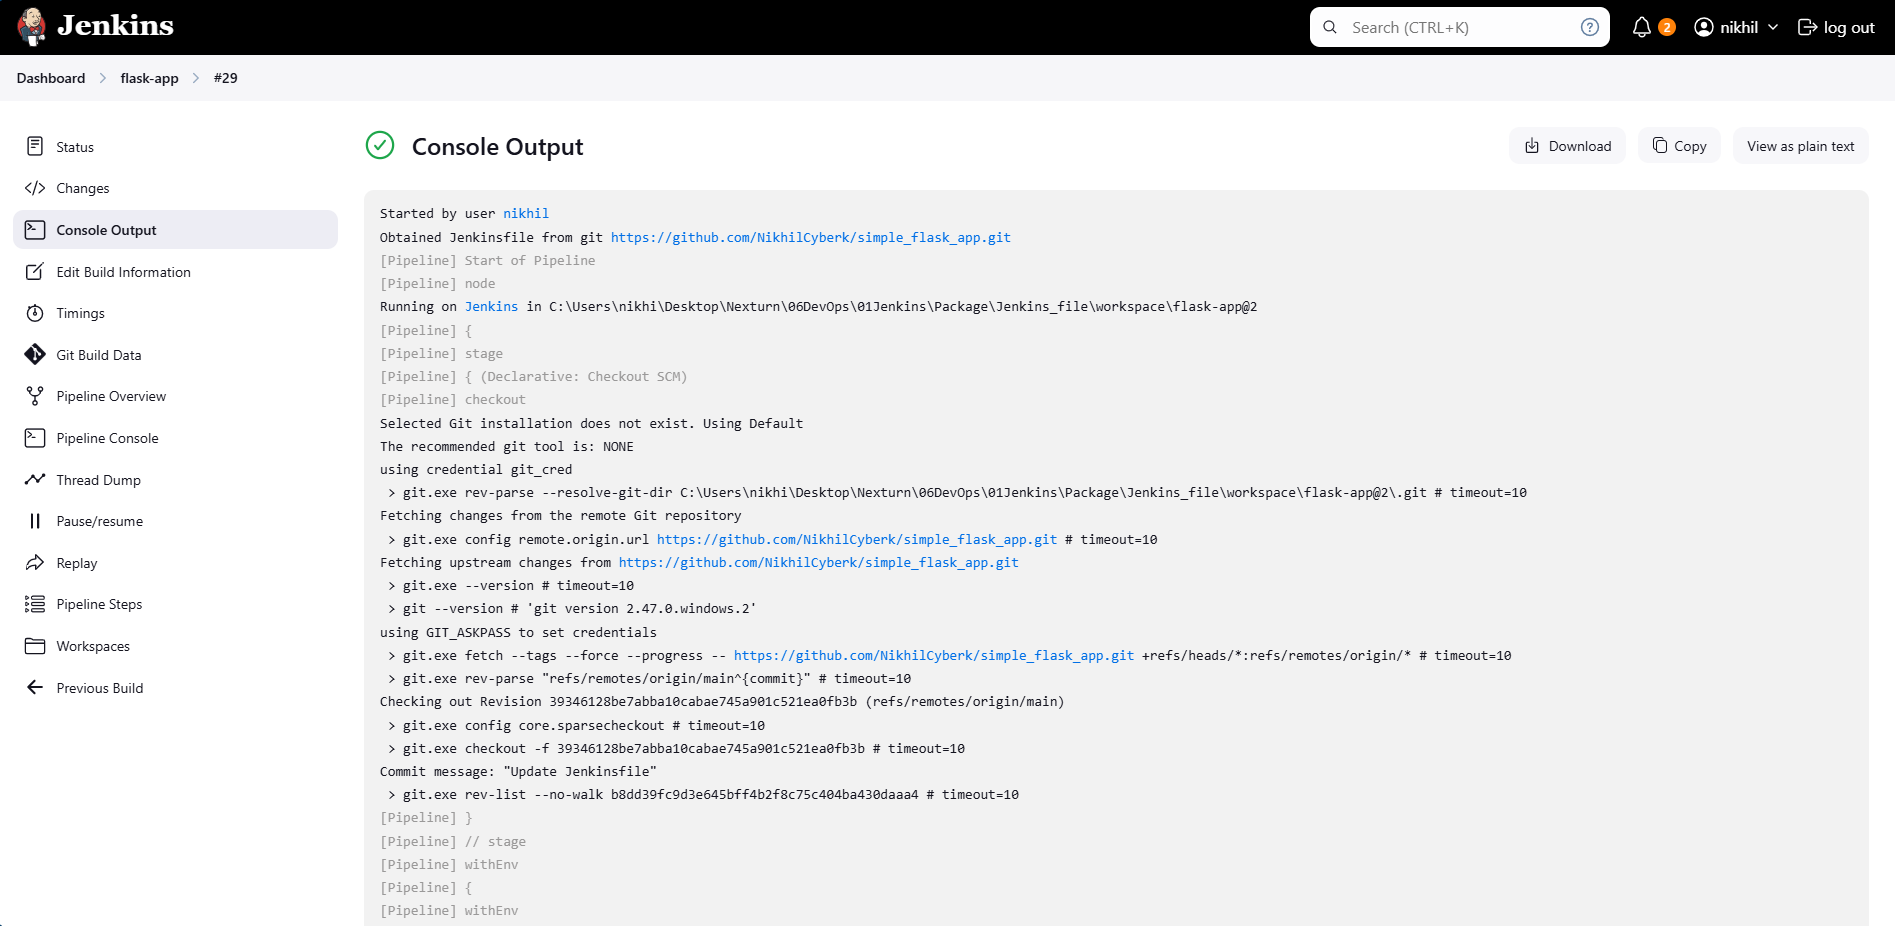 Jenkins
Search (CTRL+K)
2
nikhil
log out
Dashboard
flask-app
#29
Status
Changes
Console Output
Edit Build Information
Timings
Git Build Data
Pipeline Overview
Pipeline Console
Thread Dump
Pause/resume
Replay
Pipeline Steps
Workspaces
Previous Build
Console Output
Download
Copy
View as plain text
Started by user nikhil
Obtained Jenkinsfile from git https://github.com/NikhilCyberk/simple_flask_app.git
[Pipeline] Start of Pipeline
[Pipeline] node
Running on Jenkins in C:\Users\nikhi\Desktop\Nexturn\06DevOps\01Jenkins\Package\Jenkins_file\workspace\flask-app@2
[Pipeline] {
[Pipeline] stage
[Pipeline] { (Declarative: Checkout SCM)
[Pipeline] checkout
Selected Git installation does not exist. Using Default
The recommended git tool is: NONE
using credential git_cred
> git.exe rev-parse --resolve-git-dir C:\Users\nikhi\Desktop\Nexturn\06DevOps\01Jenkins\Package\Jenkins_file\workspace\flask-app@2\.git # timeout=10
Fetching changes from the remote Git repository
> git.exe config remote.origin.url https://github.com/NikhilCyberk/simple_flask_app.git # timeout=10
Fetching upstream changes from https://github.com/NikhilCyberk/simple_flask_app.git
> git.exe --version # timeout=10
> git --version # 'git version 2.47.0.windows.2'
using GIT_ASKPASS to set credentials
> git.exe fetch --tags --force --progress -- https://github.com/NikhilCyberk/simple_flask_app.git +refs/heads/*:refs/remotes/origin/* # timeout=10
> git.exe rev-parse "refs/remotes/origin/main^{commit}" # timeout=10
Checking out Revision 39346128be7abba10cabae745a901c521ea0fb3b (refs/remotes/origin/main)
> git.exe config core.sparsecheckout # timeout=10
> git.exe checkout -f 39346128be7abba10cabae745a901c521ea0fb3b # timeout=10
Commit message: "Update Jenkinsfile"
> git.exe rev-list --no-walk b8dd39fc9d3e645bff4b2f8c75c404ba430daaa4 # timeout=10
[Pipeline] }
[Pipeline] // stage
[Pipeline] withEnv
[Pipeline] {
[Pipeline] withEnv